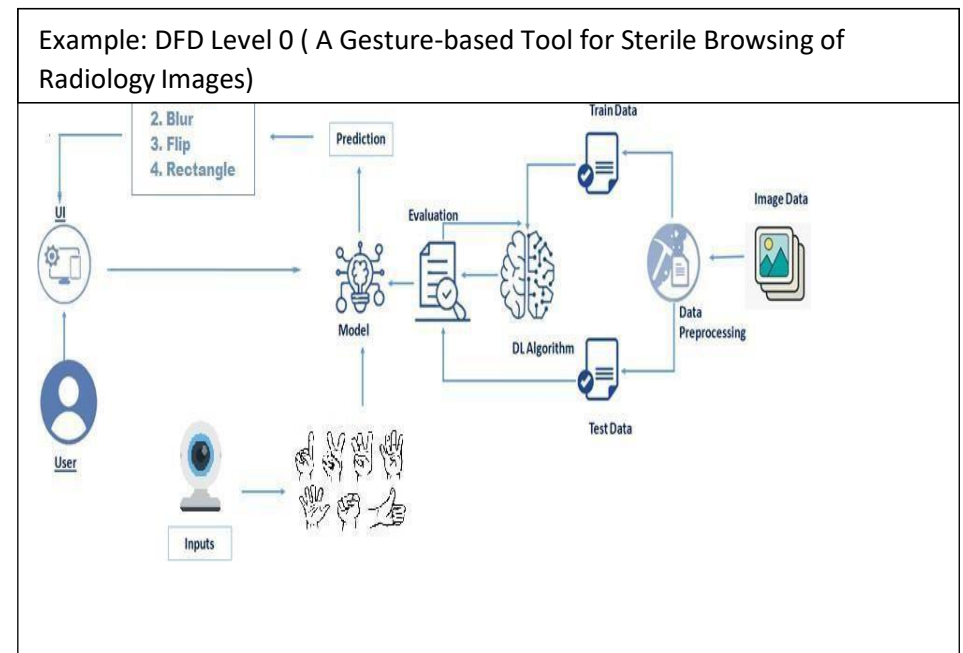 Example: DFD Level 0 ( A Gesture-based Tool for Sterile Browsing of
Radiology Images)
2. Blur
3. Flip
4. Rectangle
Prediction
Train Data
Image Data
UI
Evaluation
Model
DL Algorithm
Data
Preprocessing
User
Test Data
Inputs